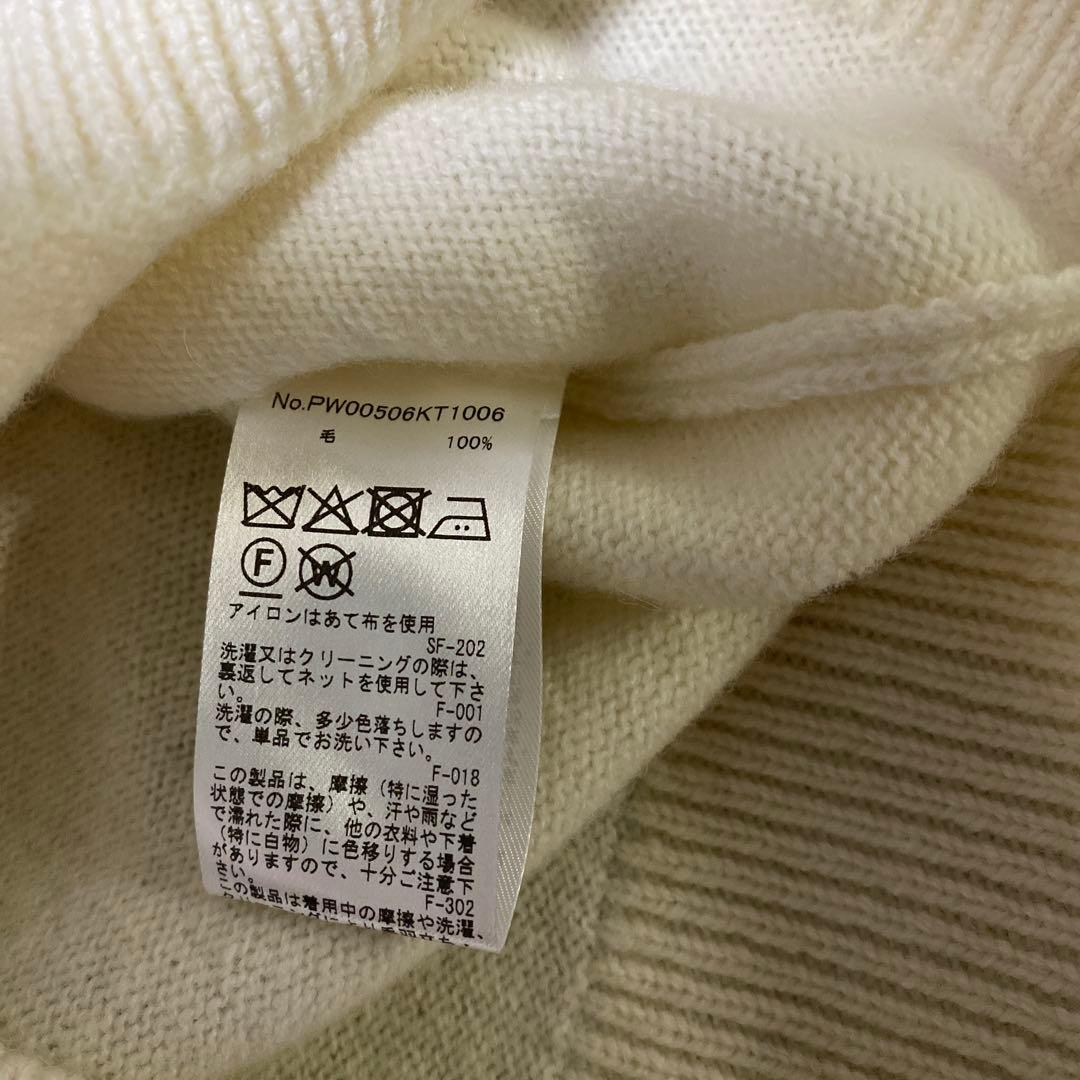 No.PW00506KT1006
毛 100%
F
W
アイロンはあて布を使用
SF-202
洗濯又はクリーニングの際は、
裏返してネットを使用して下さ
い。
F-001
洗濯の際、多少色落ちしますの
で、単品でお洗い下さい。
F-018
この製品は、摩擦（特に湿った
状態での摩擦）や、汗や雨など
で濡れた際に、他の衣料や下着
（特に白物）に色移りする場合
がありますので、十分ご注意下
さい。
F-302
この製品は着用中の摩擦や洗濯、